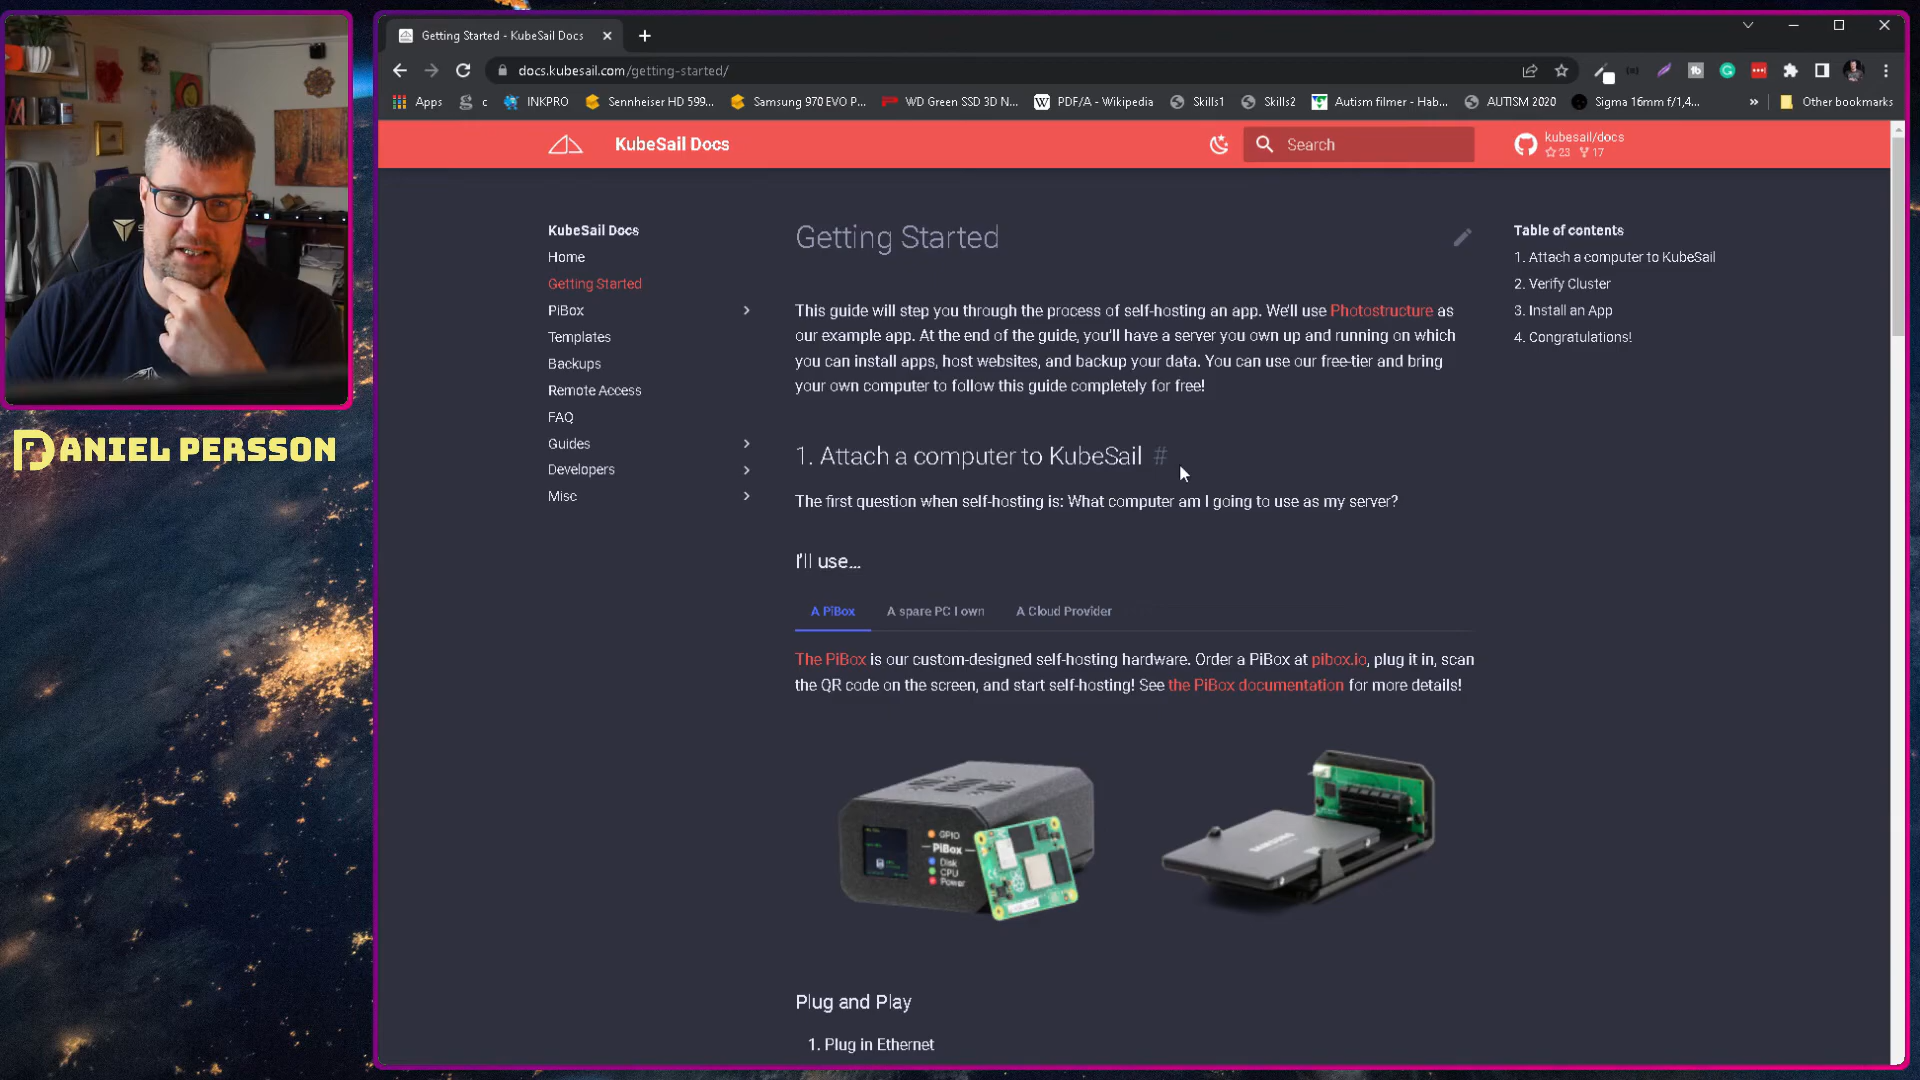 Getting Started - KubeSail Docs
docs.kubesail.com/getting-started/
Apps
c
INKPRO
Sennheiser HD 599...
Samsung 970 EVO P...
WD Green SSD 3D N...
PDF/A - Wikipedia
Skills1
Skills2
Autism filmer - Hab...
AUTISM 2020
Sigma 16mm f/1,4...
»
Other bookmarks
KubeSail Docs
Search
kubesail/docs
23 17
DANIEL PERSSON
KubeSail Docs
Home
Getting Started
PiBox
Templates
Backups
Remote Access
FAQ
Guides
Developers
Misc
Getting Started
This guide will step you through the process of self-hosting an app. We'll use Photostructure as
our example app. At the end of the guide, you'll have a server you own up and running on which
you can install apps, host websites, and backup your data. You can use our free-tier and bring
your own computer to follow this guide completely for free!
1. Attach a computer to KubeSail #
The first question when self-hosting is: What computer am I going to use as my server?
I'll use...
A PiBox
A spare PC I own
A Cloud Provider
The PiBox is our custom-designed self-hosting hardware. Order a PiBox at pibox.io, plug it in, scan
the QR code on the screen, and start self-hosting! See the PiBox documentation for more details!
GPIO
PiBox
Disk
CPU
Power
SAMSUNG
Plug and Play
1. Plug in Ethernet
Table of contents
1. Attach a computer to KubeSail
2. Verify Cluster
3. Install an App
4. Congratulations!